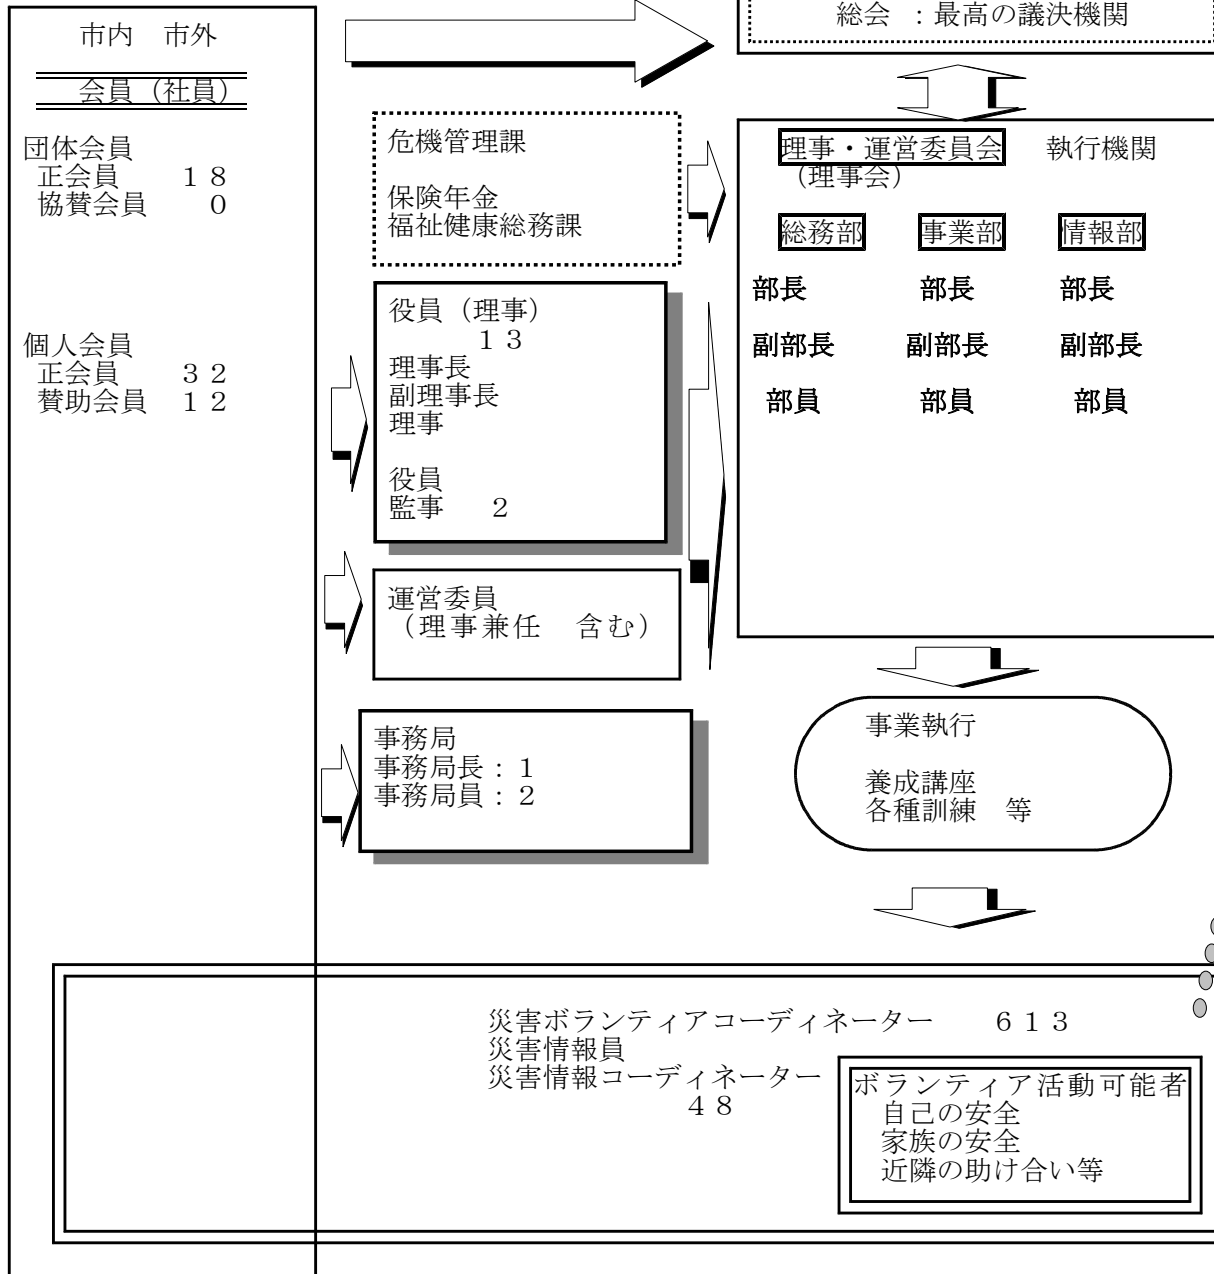 市内　市外
会員（社員）
団体会員
正会員　　１８
協賛会員　　０
個人会員
正会員　　３２
賛助会員　１２
総会　：最高の議決機関
危機管理課
保険年金
福祉健康総務課
役員（理事）
１３
理事長
副理事長
理事
役員
監事　　２
運営委員
（理事兼任　含む）
事務局
事務局長：１
事務局員：２
理事・運営委員会　執行機関
（理事会）
総務部　事業部　情報部
部長　部長　部長
副部長　副部長　副部長
部員　部員　部員
事業執行
養成講座
各種訓練　等
災害ボランティアコーディネーター　　６１３
災害情報員
災害情報コーディネーター
４８
ボランティア活動可能者
自己の安全
家族の安全
近隣の助け合い等